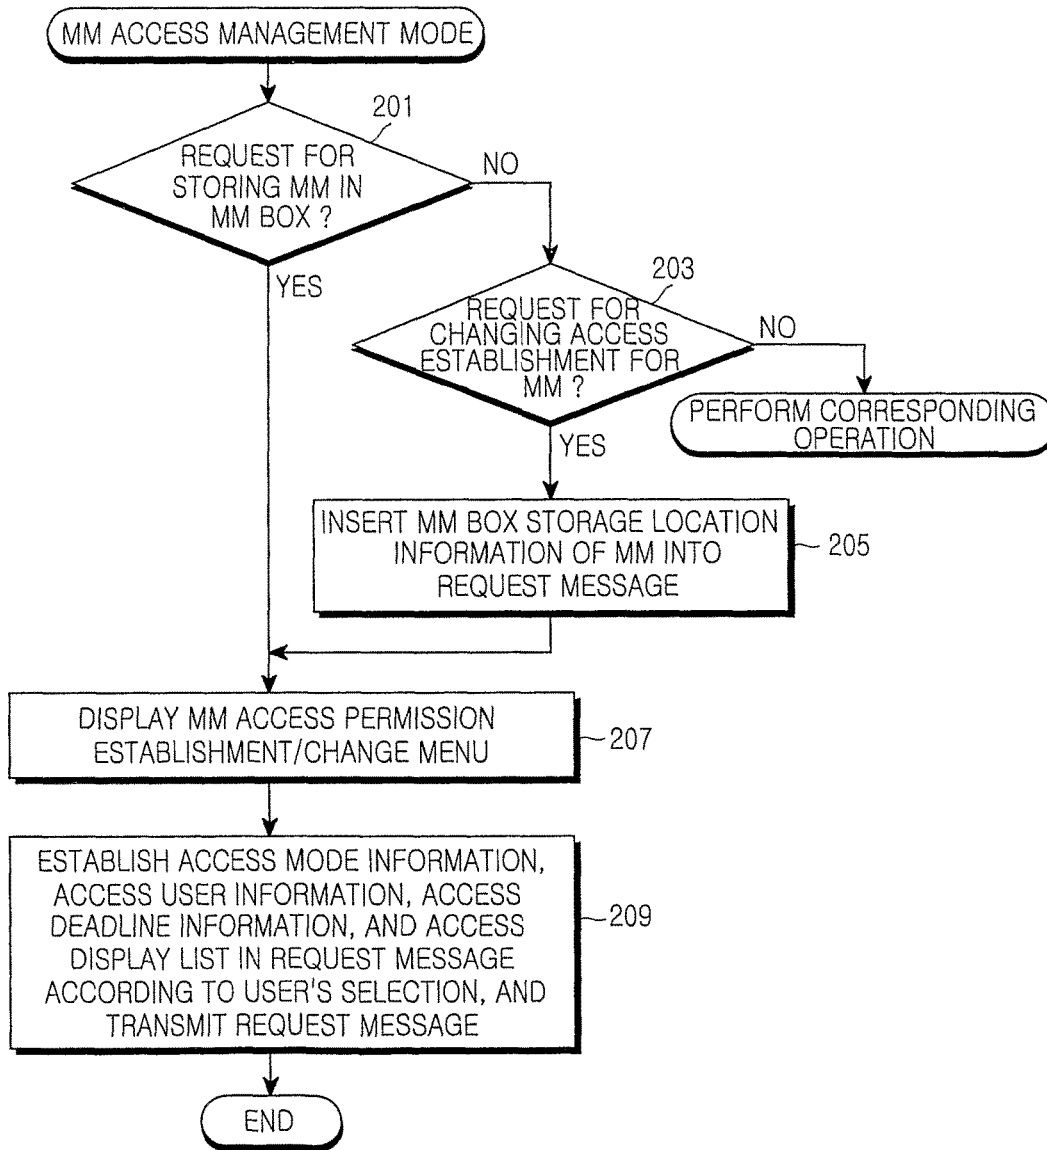 MM ACCESS MANAGEMENT MODE
201
REQUEST FOR
STORING MM IN
MM BOX ?
NO
YES
203
REQUEST FOR
CHANGING ACCESS
ESTABLISHMENT FOR
MM ?
NO
YES
PERFORM CORRESPONDING
OPERATION
INSERT MM BOX STORAGE LOCATION
INFORMATION OF MM INTO
REQUEST MESSAGE
205
DISPLAY MM ACCESS PERMISSION
ESTABLISHMENT/CHANGE MENU
207
ESTABLISH ACCESS MODE INFORMATION,
ACCESS USER INFORMATION, ACCESS
DEADLINE INFORMATION, AND ACCESS
DISPLAY LIST IN REQUEST MESSAGE
ACCORDING TO USER'S SELECTION, AND
TRANSMIT REQUEST MESSAGE
209
END